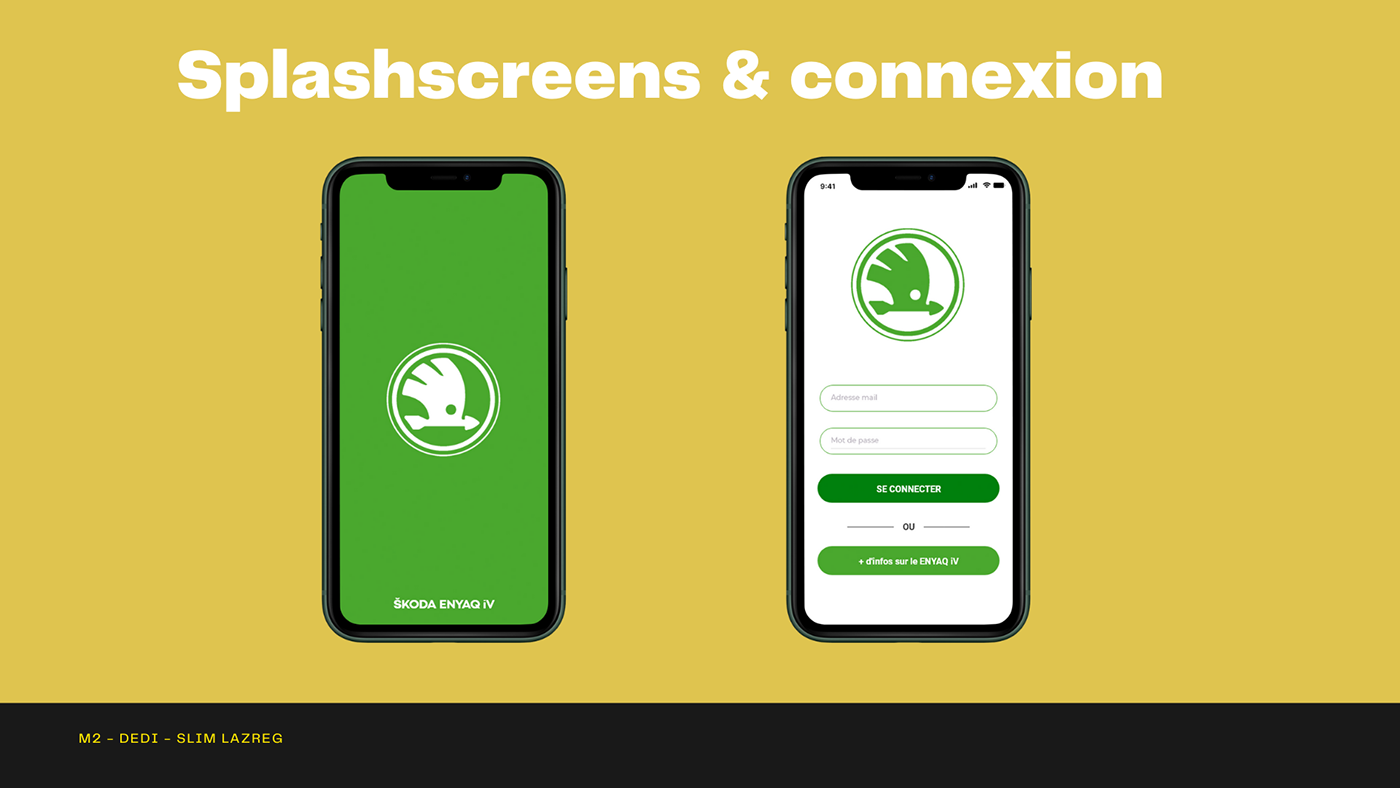 Splashscreens & connexion
ŠKODA ENYAQ iV
9:41
Adresse mail
Mot de passe
SE CONNECTER
OU
+ d'infos sur le ENYAQ iV
M2 – DEDI – SLIM LAZREG